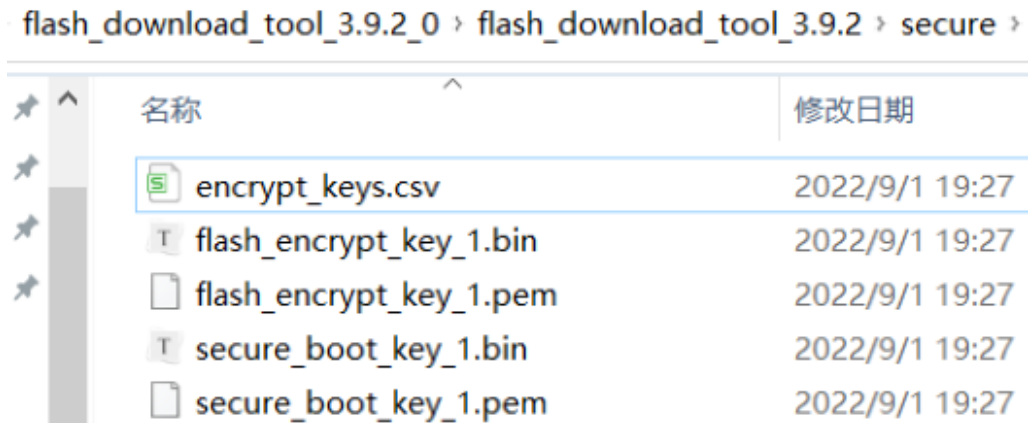 flash_download_tool_3.9.2_0 › flash_download_tool_3.9.2 › secure ›
名称 修改日期
encrypt_keys.csv 2022/9/1 19:27
flash_encrypt_key_1.bin 2022/9/1 19:27
flash_encrypt_key_1.pem 2022/9/1 19:27
secure_boot_key_1.bin 2022/9/1 19:27
secure_boot_key_1.pem 2022/9/1 19:27